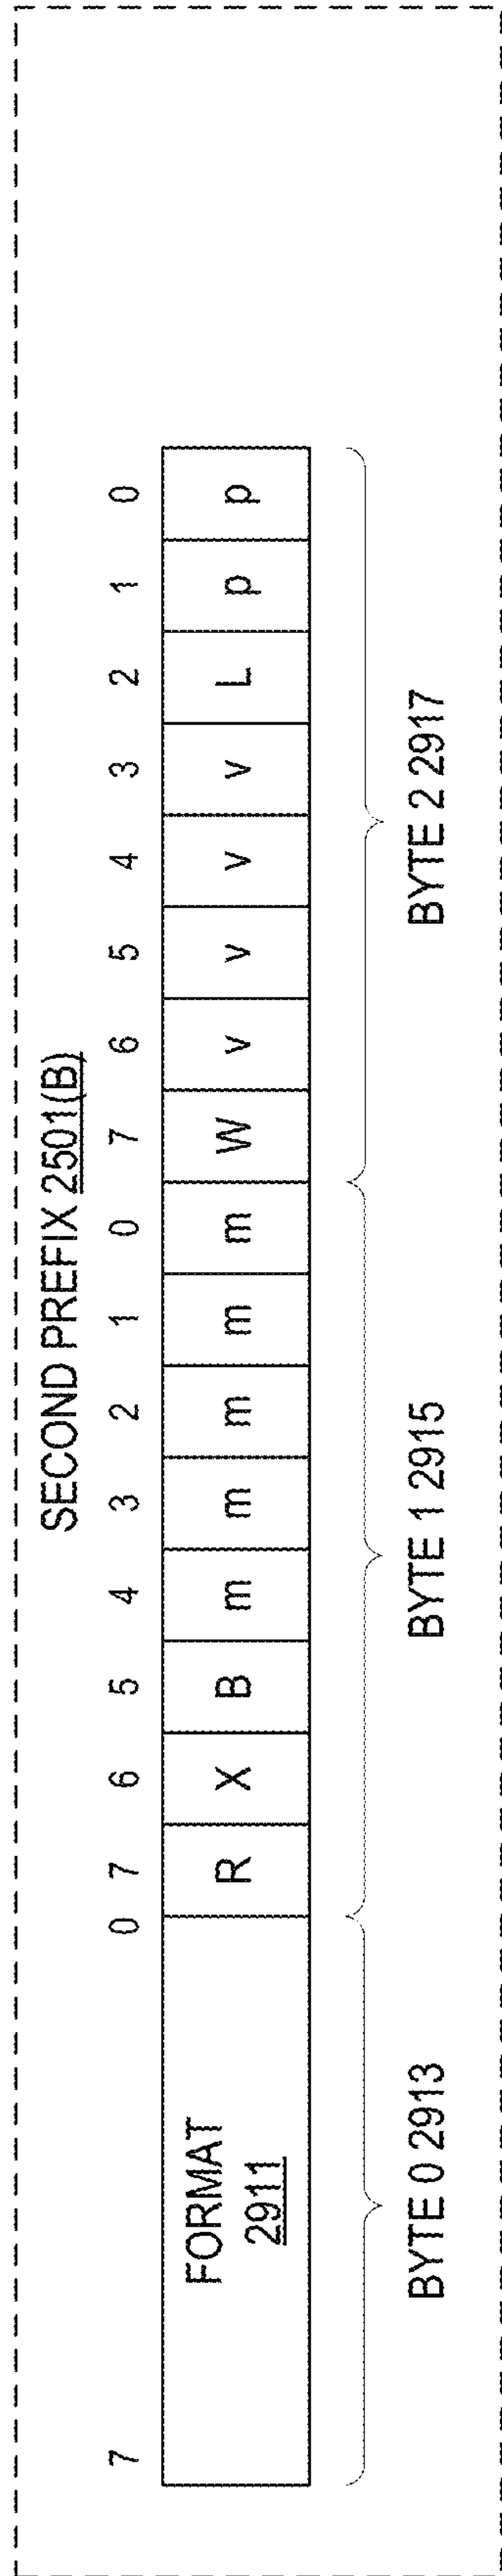 SECOND PREFIX 2501(B)
7 0 7 6 5 4 3 2 1 0 7 6 5 4 3 2 1 0
FORMAT R X B m m m m m W v v v v L p p
2911
BYTE 0 2913 BYTE 1 2915 BYTE 2 2917